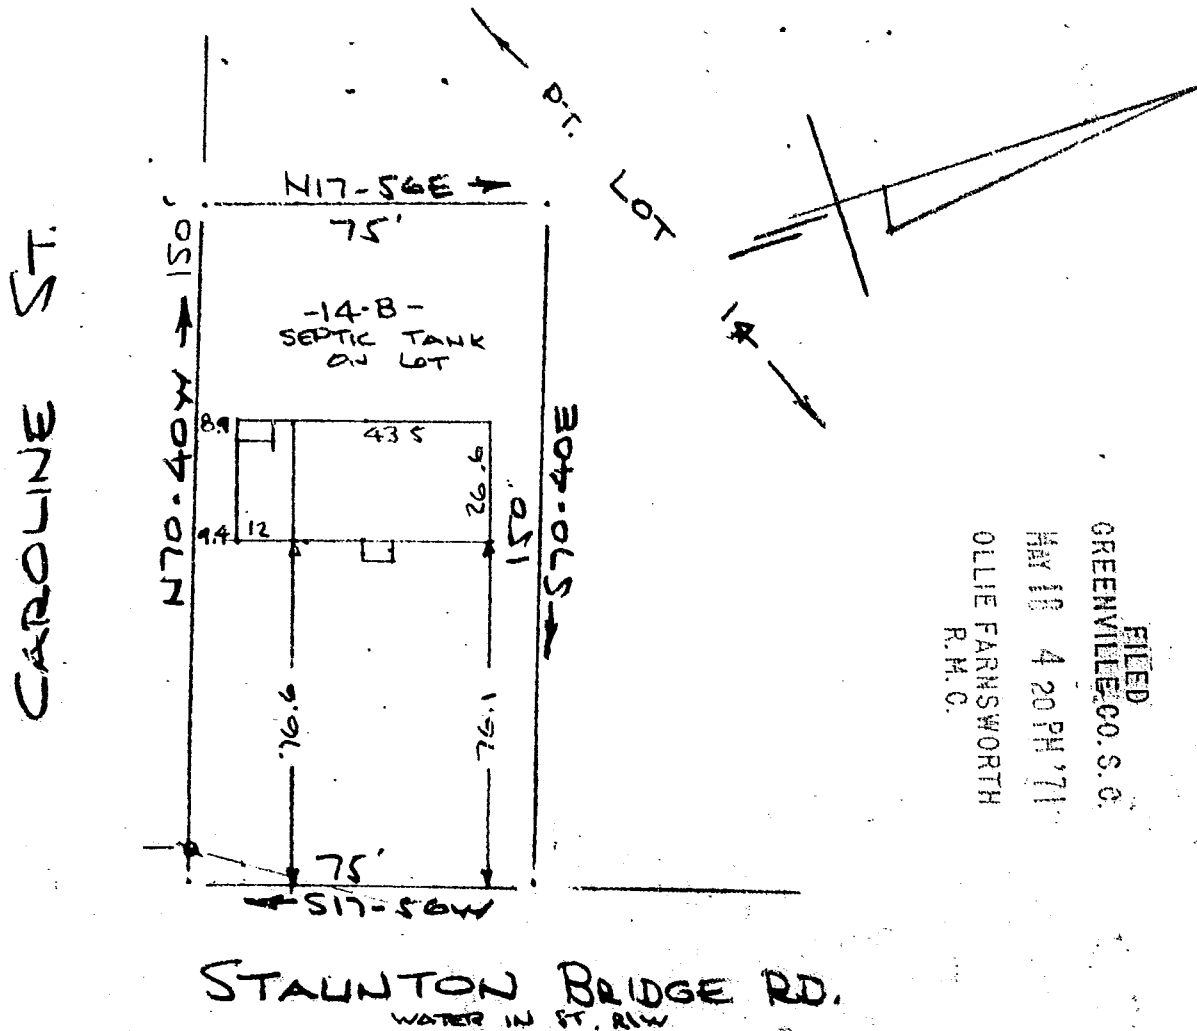 PT.
LOT
14
N17-56E
75'
CAROLINE ST.
N70-40W 150
-14-B-
SEPTIC TANK
ON LOT
8.9
43.5
26.6
9.4
12
150'
S70-40E
76.6
76.1
75'
S17-56W
STAUNTON BRIDGE RD.
WATER IN ST. R/W
FILED
GREENVILLE CO. S. C.
MAY 18 4 20 PM '71
OLLIE FARNSWORTH
R. M. C.